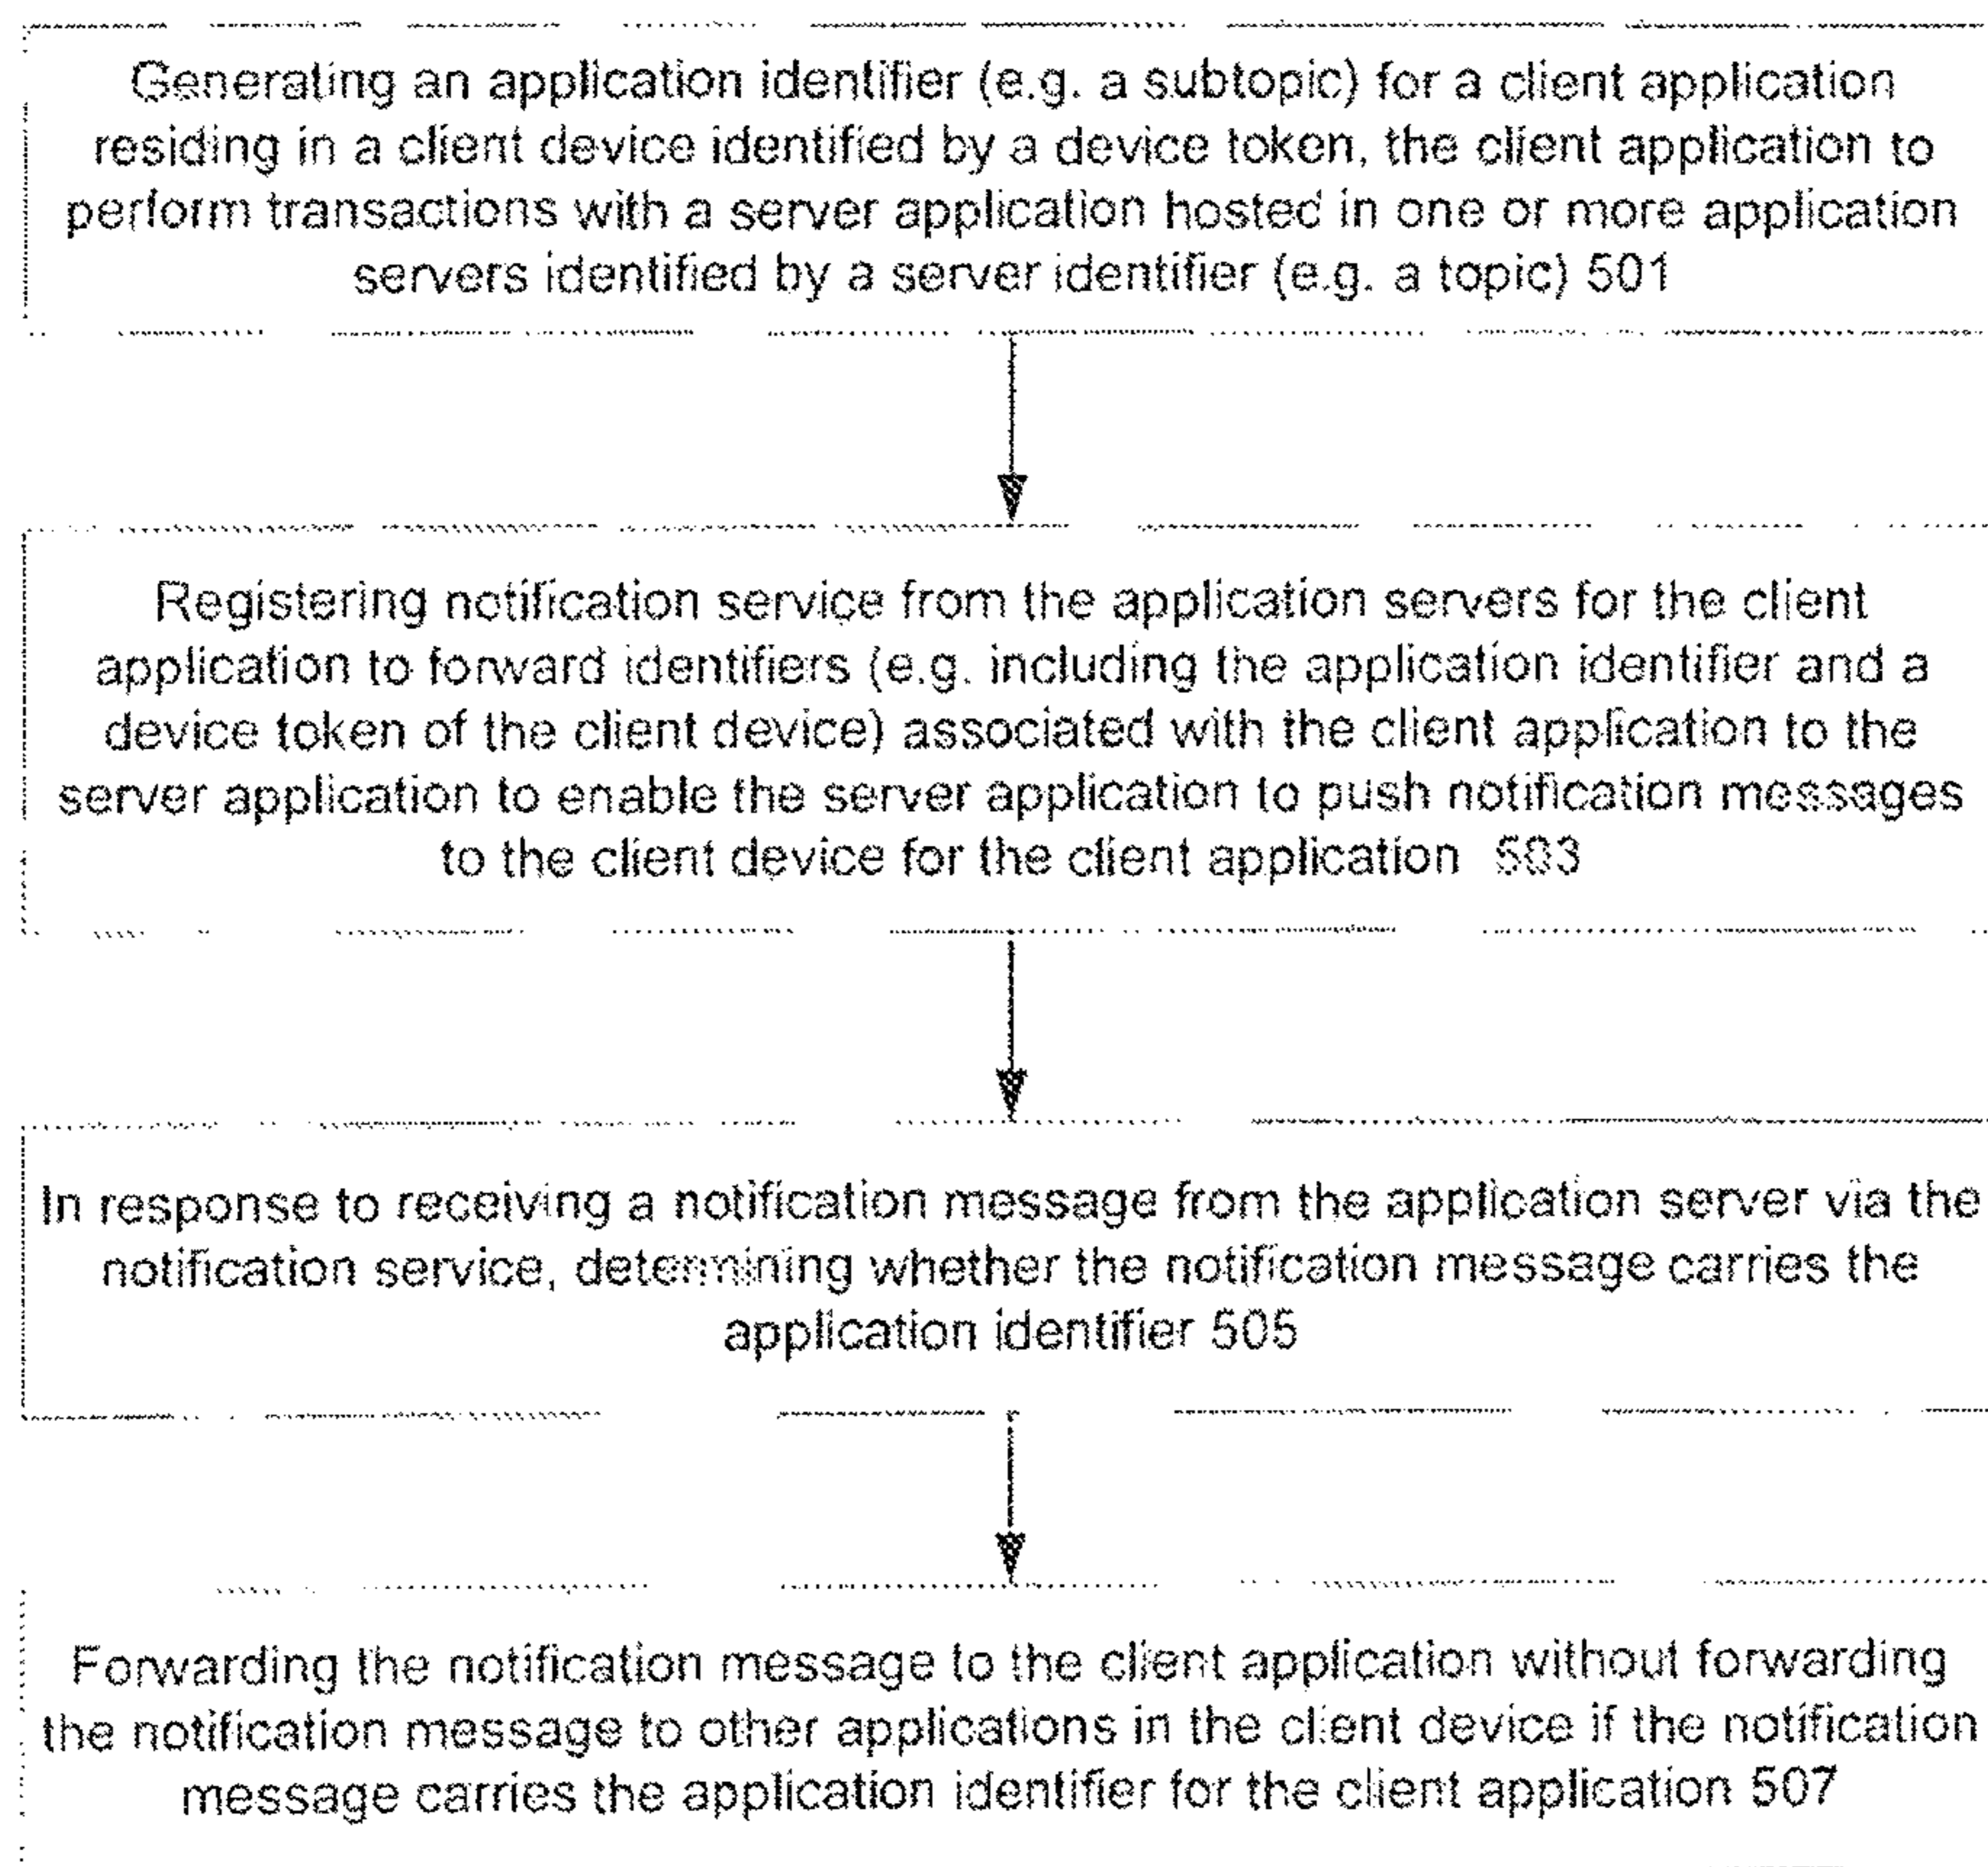 Generating an application identifier (e.g. a subtopic) for a client application
residing in a client device identified by a device token, the client application to
perform transactions with a server application hosted in one or more application
servers identified by a server identifier (e.g. a topic) 501
Registering notification service from the application servers for the client
application to forward identifiers (e.g. including the application identifier and a
device token of the client device) associated with the client application to the
server application to enable the server application to push notification messages
to the client device for the client application 503
In response to receiving a notification message from the application server via the
notification service, determining whether the notification message carries the
application identifier 505
Forwarding the notification message to the client application without forwarding
the notification message to other applications in the client device if the notification
message carries the application identifier for the client application 507